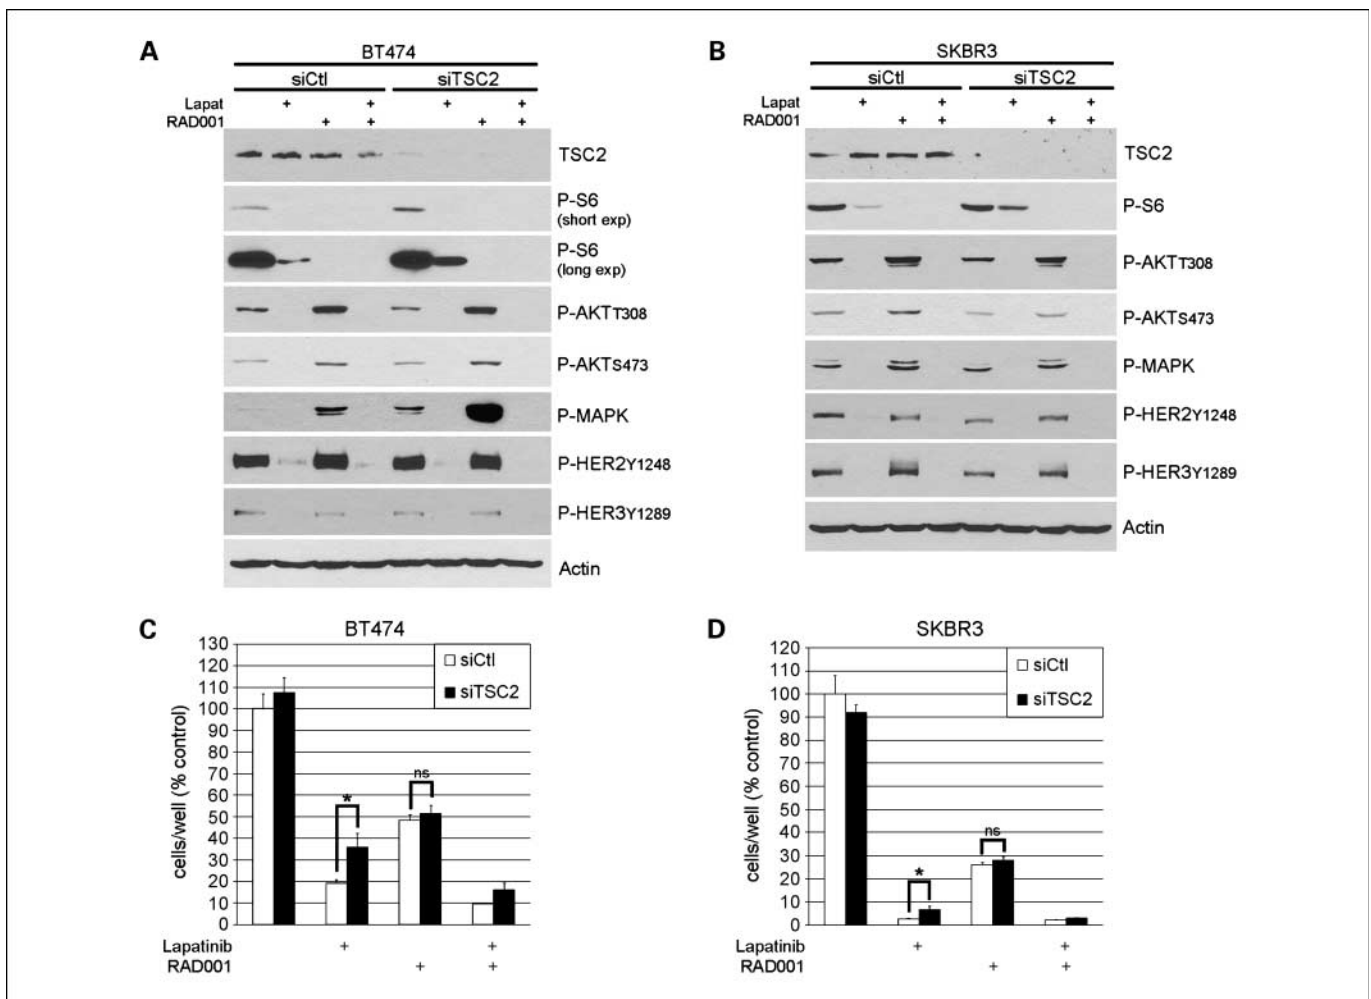 A
BT474
siCtl siTSC2
Lapat + + + +
RAD001 + + + +
TSC2
P-S6
(short exp)
P-S6
(long exp)
P-AKTT308
P-AKTS473
P-MAPK
P-HER2Y1248
P-HER3Y1289
Actin
B
SKBR3
siCtl siTSC2
Lapat + + + +
RAD001 + + + +
TSC2
P-S6
P-AKTT308
P-AKTS473
P-MAPK
P-HER2Y1248
P-HER3Y1289
Actin
C
BT474
cells/well (% control)
130
120
110
100
90
80
70
60
50
40
30
20
10
0
siCtl
siTSC2
*
ns
Lapatinib + +
RAD001 + +
D
SKBR3
cells/well (% control)
120
110
100
90
80
70
60
50
40
30
20
10
0
siCtl
siTSC2
*
ns
Lapatinib + +
RAD001 + +